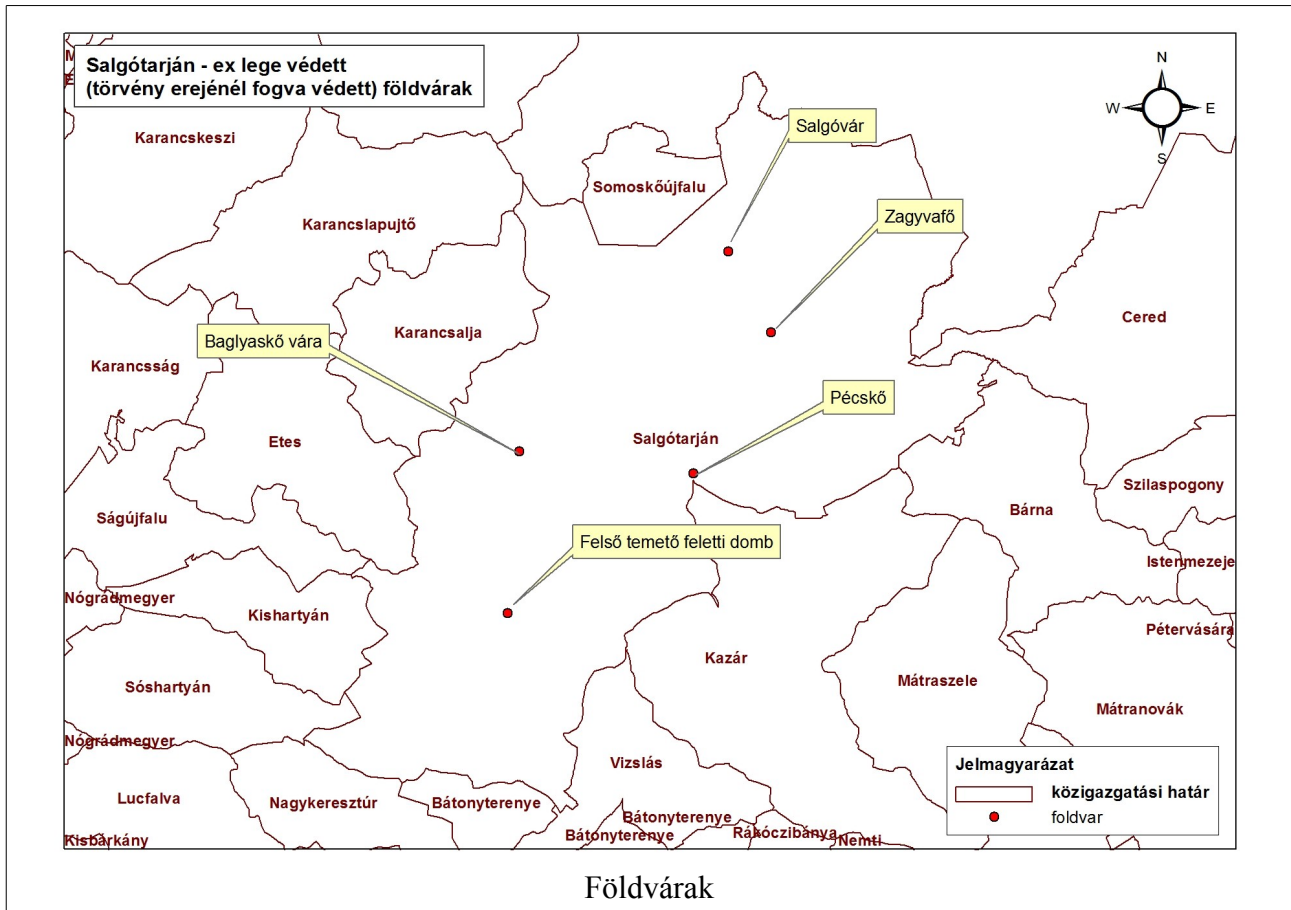 Salgótarján - ex lege védett
(törvény erejénél fogva védett) földvárak
N
W
E
S
Karancskeszi
Salgóvár
Somoskőújfalu
Zagyvafő
Karancslapujtő
Cered
Karancsalja
Baglyaskő vára
Karancsság
Pécskő
Etes
Salgótarján
Szilaspogony
Bárna
Ságújfalu
Felső temető feletti domb
Istenmezeje
Nógrádmegyer
Kishartyán
Pétervására
Kazár
Mátraszele
Sóshartyán
Mátranovák
Nógrádmegyer
Vizslás
Jelmagyarázat
közigazgatási határ
foldvar
Lucfalva
Nagykeresztúr
Bátonyterenye
Bátonyterenye
Bátonyterenye
Rákóczibánya
Nemti
Kisbárkány
Földvárak